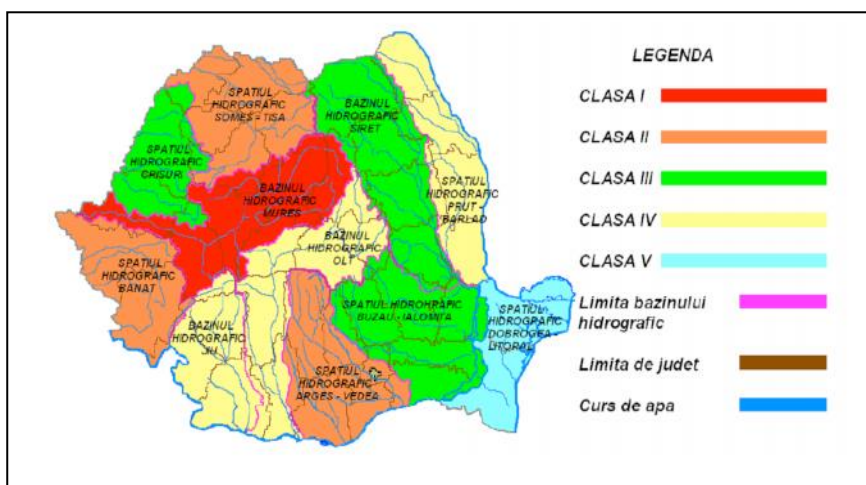 LEGENDA
CLASA I
CLASA II
CLASA III
CLASA IV
CLASA V
Limita bazinului
hidrografic
Limita de judet
Curs de apa
SPATIUL
HIDROGRAFIC
SOMES - TISA
BAZINUL
HIDROGRAFIC
SIRET
SPATIUL
HIDROGRAFIC
CRISURI
BAZINUL
HIDROGRAFIC
MURES
SPATIUL
HIDROGRAFIC
PRUT -
BARLAD
BAZINUL
HIDROGRAFIC
OLT
SPATIUL
HIDROGRAFIC
BANAT
BAZINUL
HIDROGRAFIC
JIU
SPATIUL HIDROHRAFIC
BUZAU - IALOMITA
SPATIUL
HIDROGRAFIC
DOBROGEA -
LITORAL
SPATIUL
HIDROGRAFIC
ARGES - VEDEA